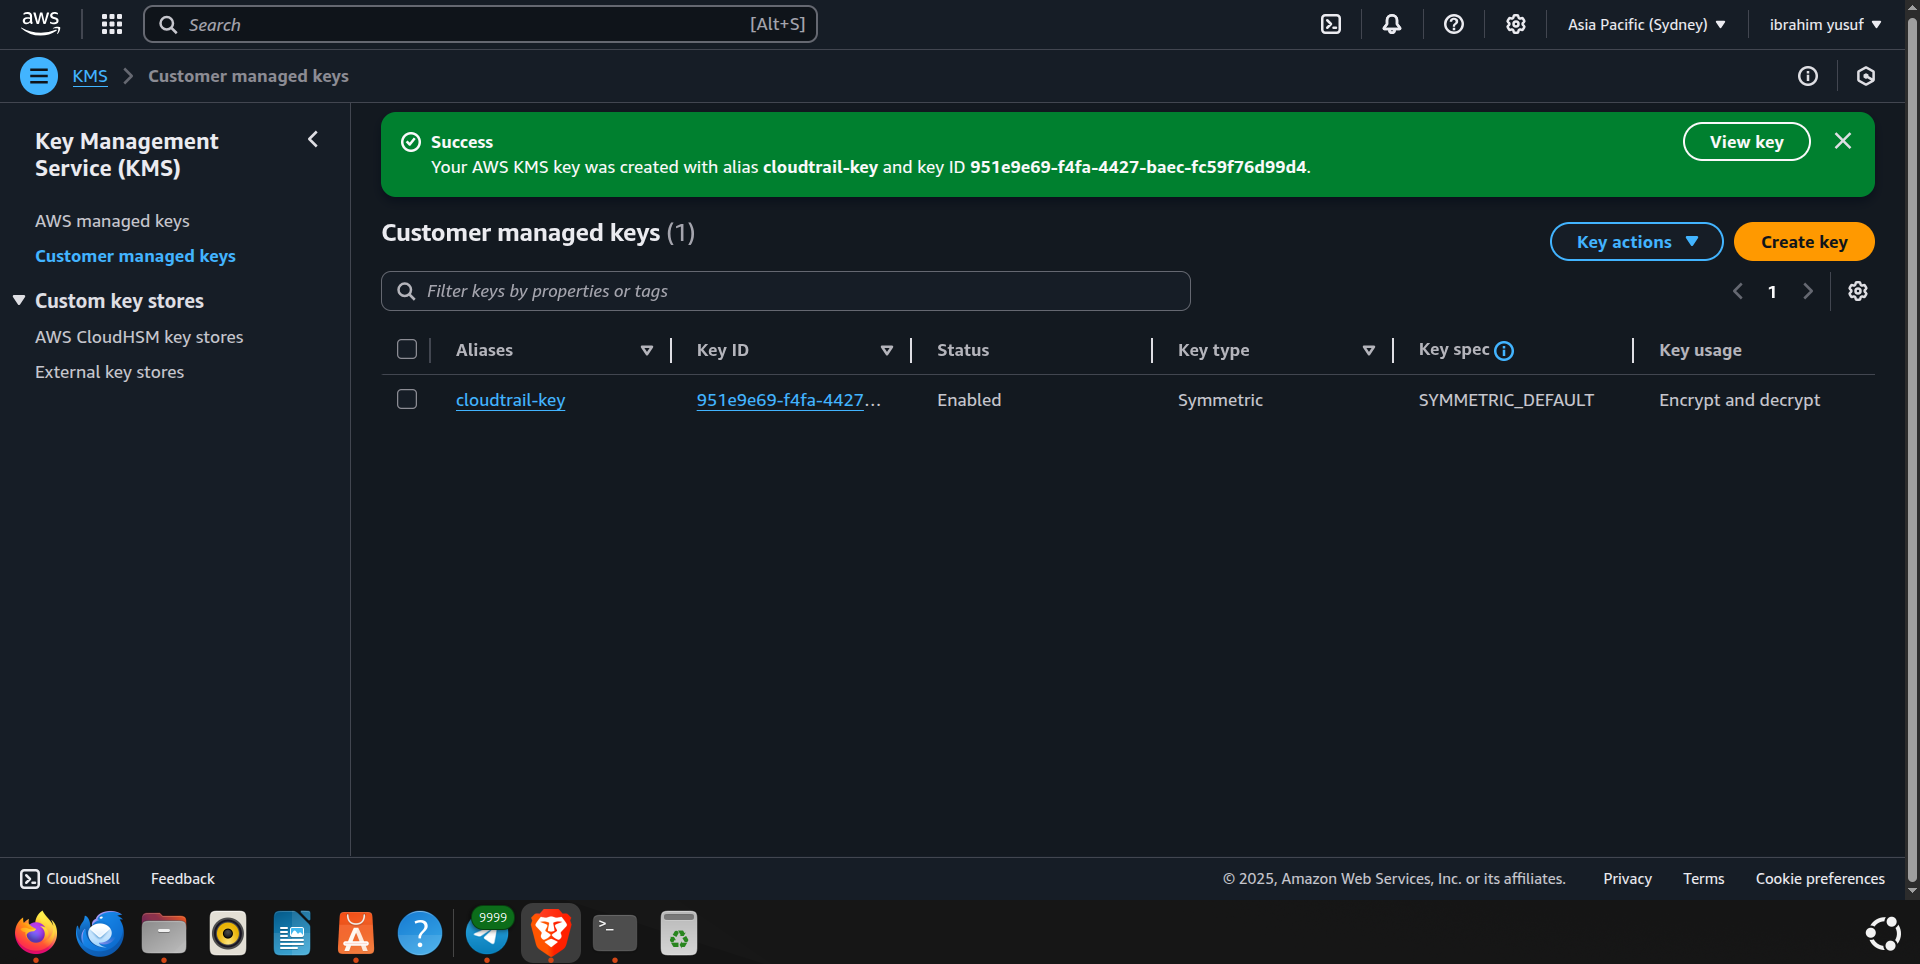 aws
Search [Alt+S]
Asia Pacific (Sydney)
ibrahim yusuf
KMS
Customer managed keys
Key Management
Service (KMS)
AWS managed keys
Customer managed keys
Custom key stores
AWS CloudHSM key stores
External key stores
Success
Your AWS KMS key was created with alias cloudtrail-key and key ID 951e9e69-f4fa-4427-baec-fc59f76d99d4.
View key
Customer managed keys (1)
Key actions
Create key
Filter keys by properties or tags
1
Aliases Key ID Status Key type Key spec Key usage
cloudtrail-key 951e9e69-f4fa-4427... Enabled Symmetric SYMMETRIC_DEFAULT Encrypt and decrypt
CloudShell Feedback © 2025, Amazon Web Services, Inc. or its affiliates. Privacy Terms Cookie preferences
9999